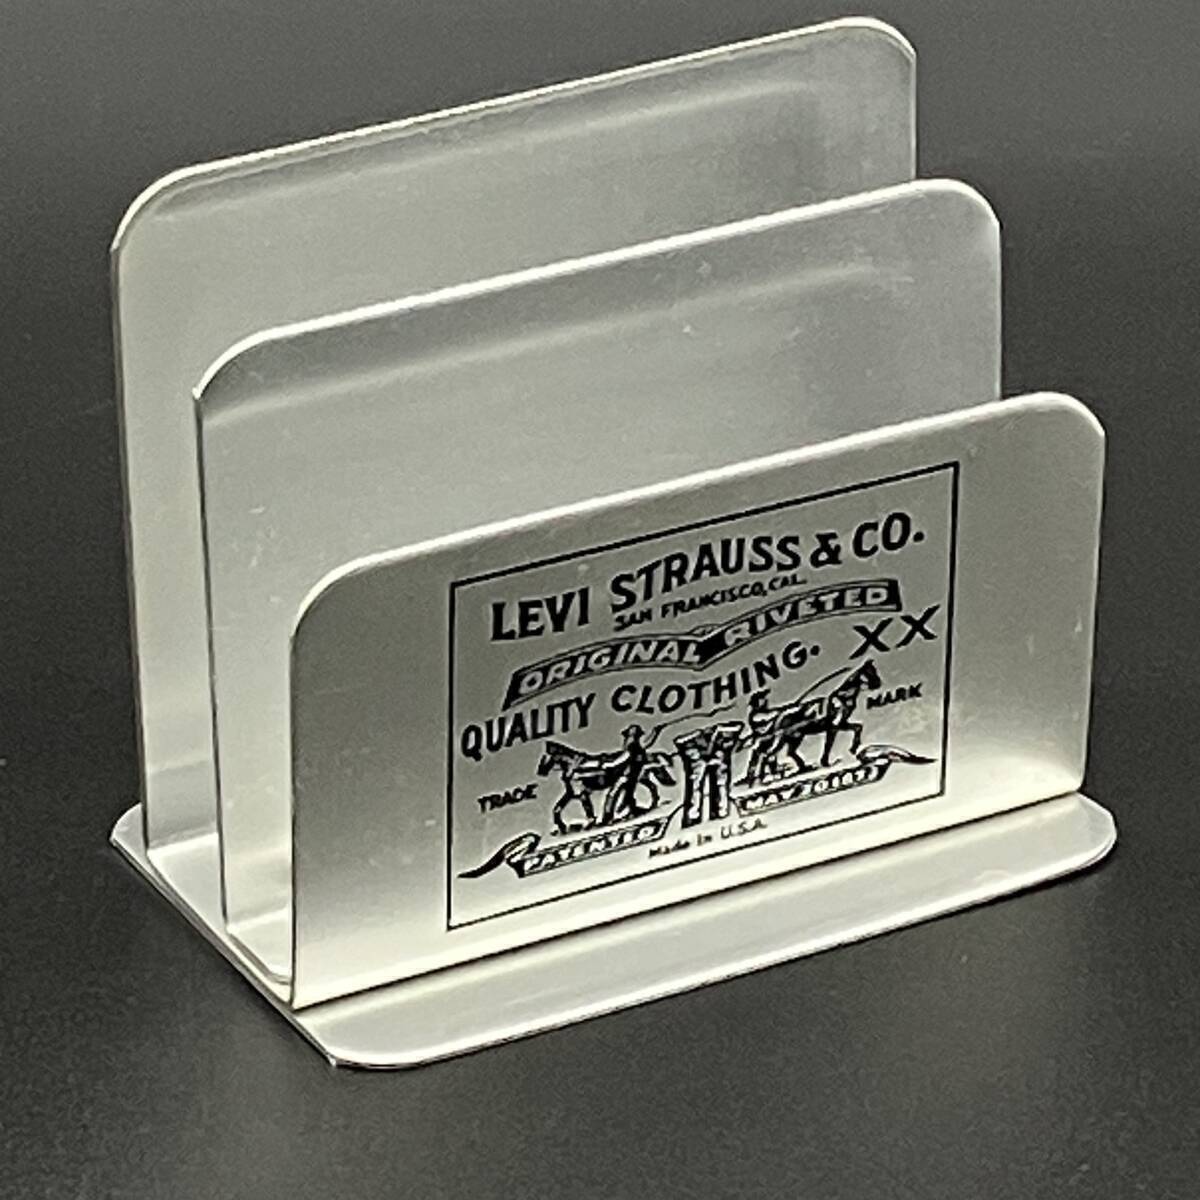 LEVI STRAUSS & CO.
SAN FRANCISCO, CAL.
ORIGINAL RIVETED
QUALITY CLOTHING. XX
TRADE MARK
PATENTED MAY 20 1873
Made in U.S.A.